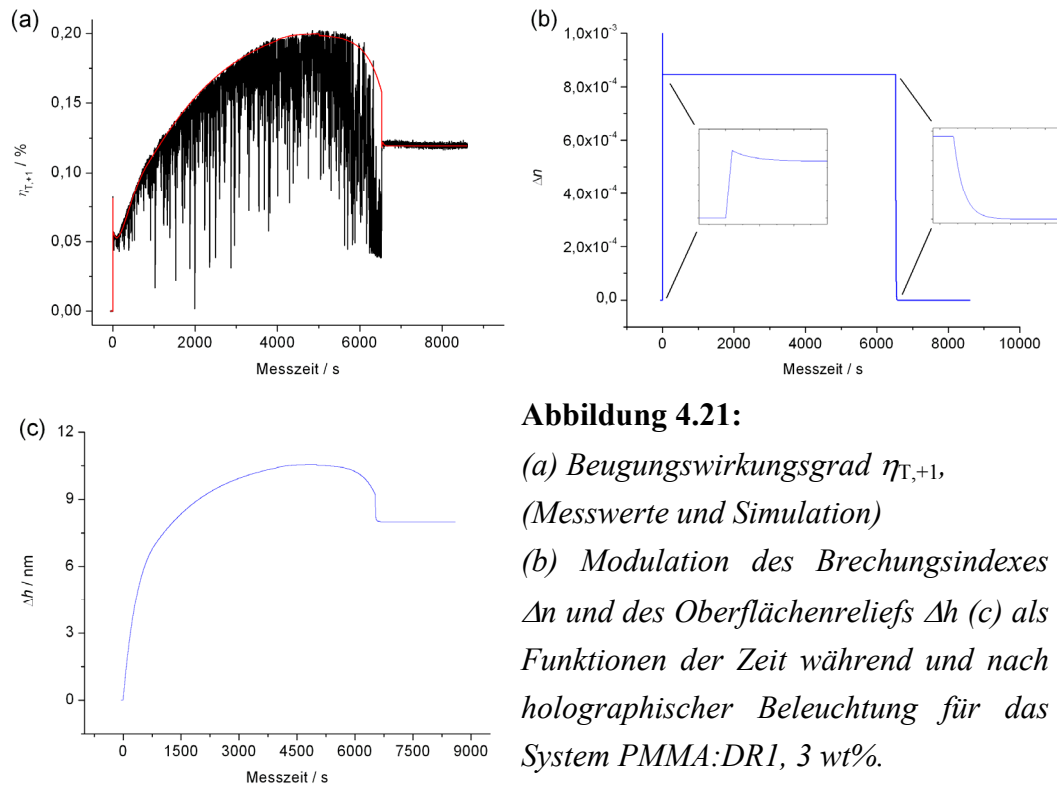 (a)
0,20
0,15
0,10
0,05
0,00
η_T,+1 / %
0 2000 4000 6000 8000
Messzeit / s
(b)
1,0x10⁻³
8,0x10⁻⁴
6,0x10⁻⁴
4,0x10⁻⁴
2,0x10⁻⁴
0,0
Δn
0 2000 4000 6000 8000 10000
Messzeit / s
(c)
12
9
6
3
0
Δh / nm
0 1500 3000 4500 6000 7500 9000
Messzeit / s
Abbildung 4.21:
(a) Beugungswirkungsgrad η_T,+1,
(Messwerte und Simulation)
(b) Modulation des Brechungsindexes
Δn und des Oberflächenreliefs Δh (c) als
Funktionen der Zeit während und nach
holographischer Beleuchtung für das
System PMMA:DR1, 3 wt%.